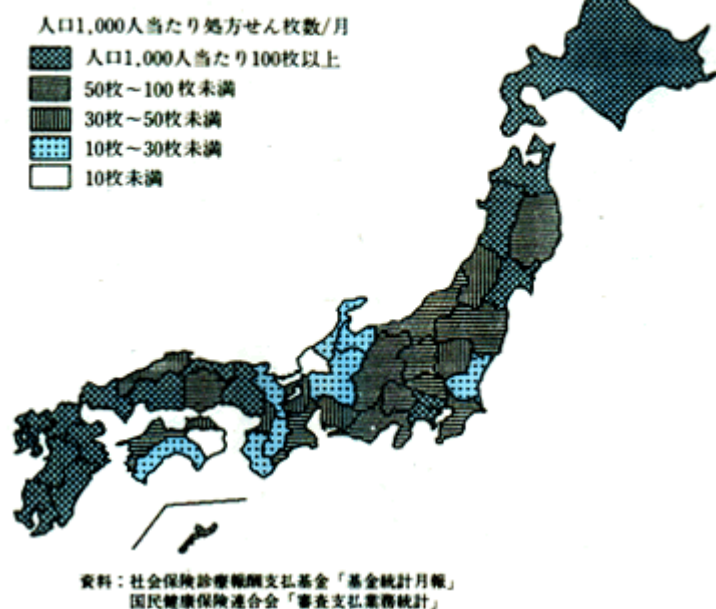 人口1,000人当たり処方せん枚数/月
人口1,000人当たり100枚以上
50枚～100枚未満
30枚～50枚未満
10枚～30枚未満
10枚未満
資料：社会保険診療報酬支払基金「基金統計月報」
国民健康保険連合会「審査支払業務統計」